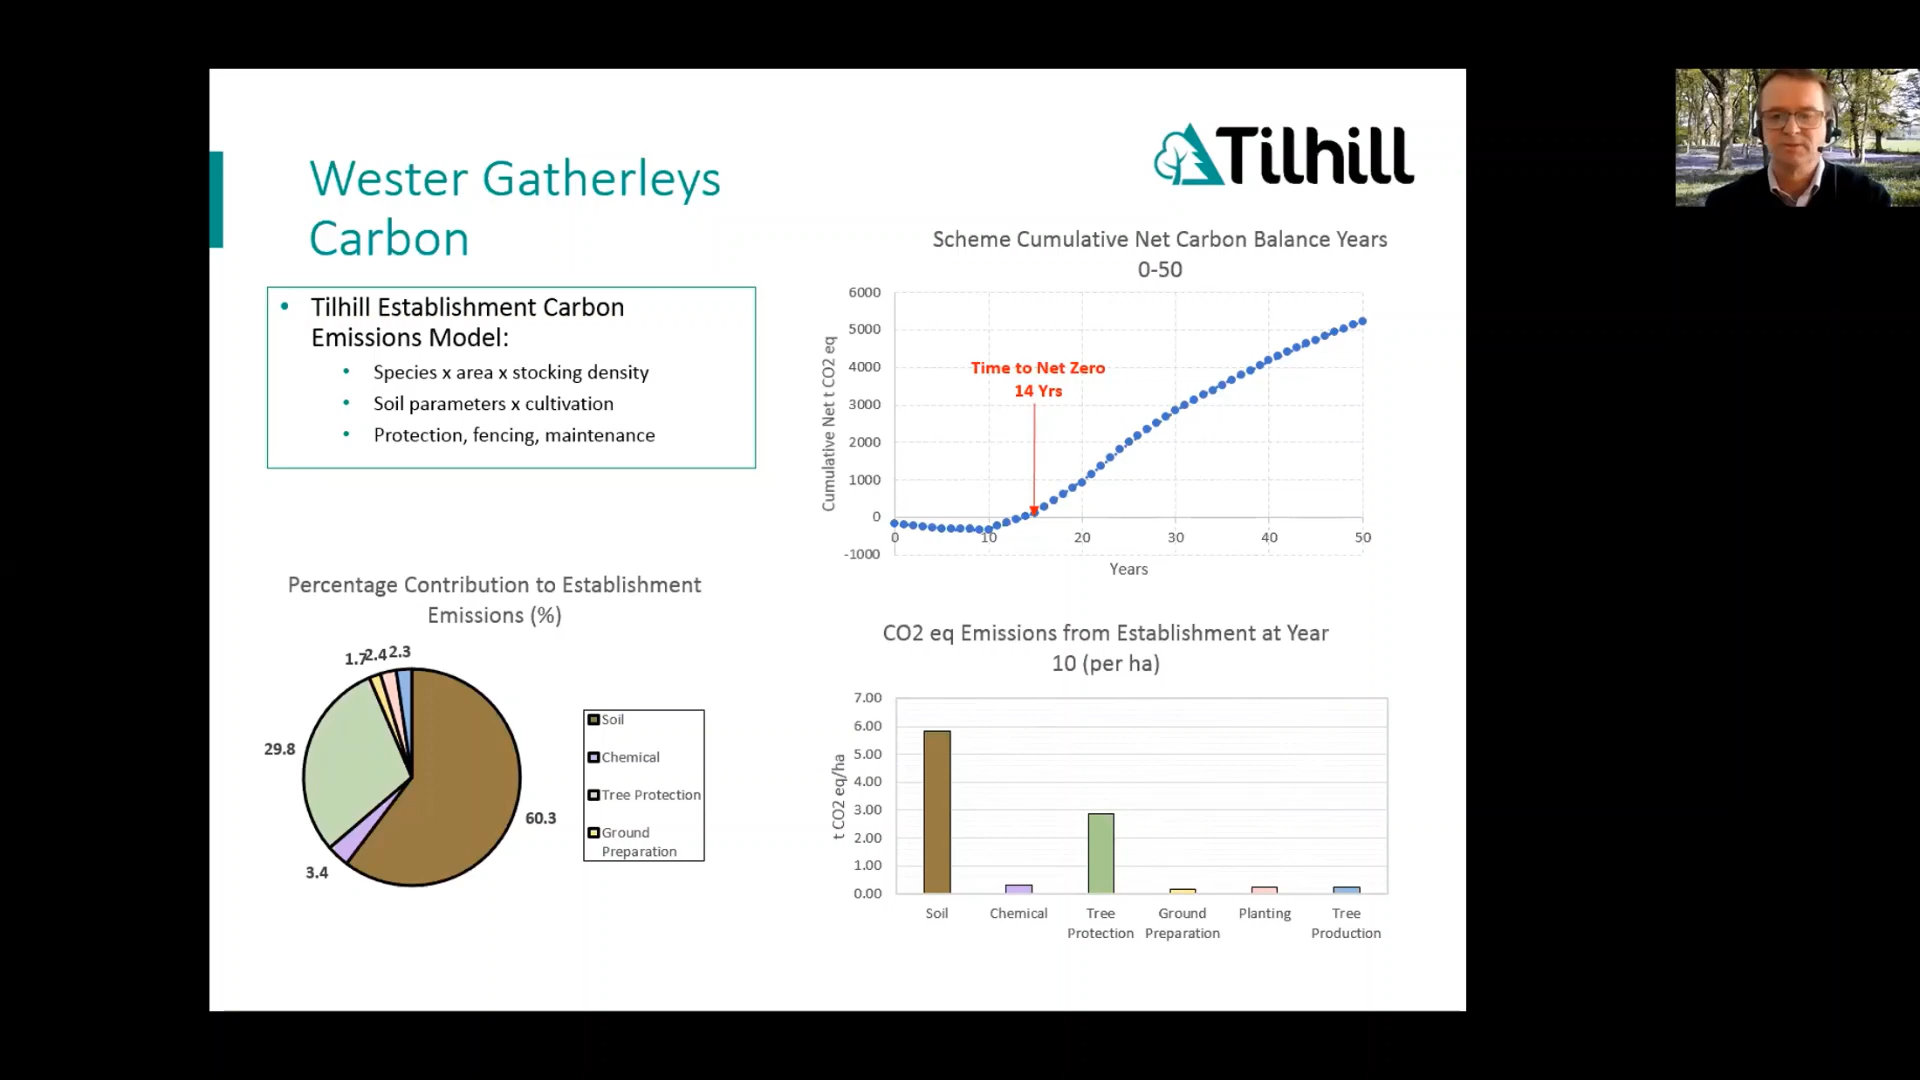 Wester Gatherleys
Carbon
Tilhill
• Tilhill Establishment Carbon
Emissions Model:
• Species x area x stocking density
• Soil parameters x cultivation
• Protection, fencing, maintenance
Scheme Cumulative Net Carbon Balance Years
0-50
Cumulative Net t CO2 eq
6000
5000
4000
3000
2000
1000
0
-1000
Time to Net Zero
14 Yrs
0 10 20 30 40 50
Years
Percentage Contribution to Establishment
Emissions (%)
1.7 2.4 2.3
29.8
60.3
3.4
Soil
Chemical
Tree Protection
Ground
Preparation
CO2 eq Emissions from Establishment at Year
10 (per ha)
t CO2 eq/ha
7.00
6.00
5.00
4.00
3.00
2.00
1.00
0.00
Soil Chemical Tree Ground Planting Tree
Protection Preparation Production